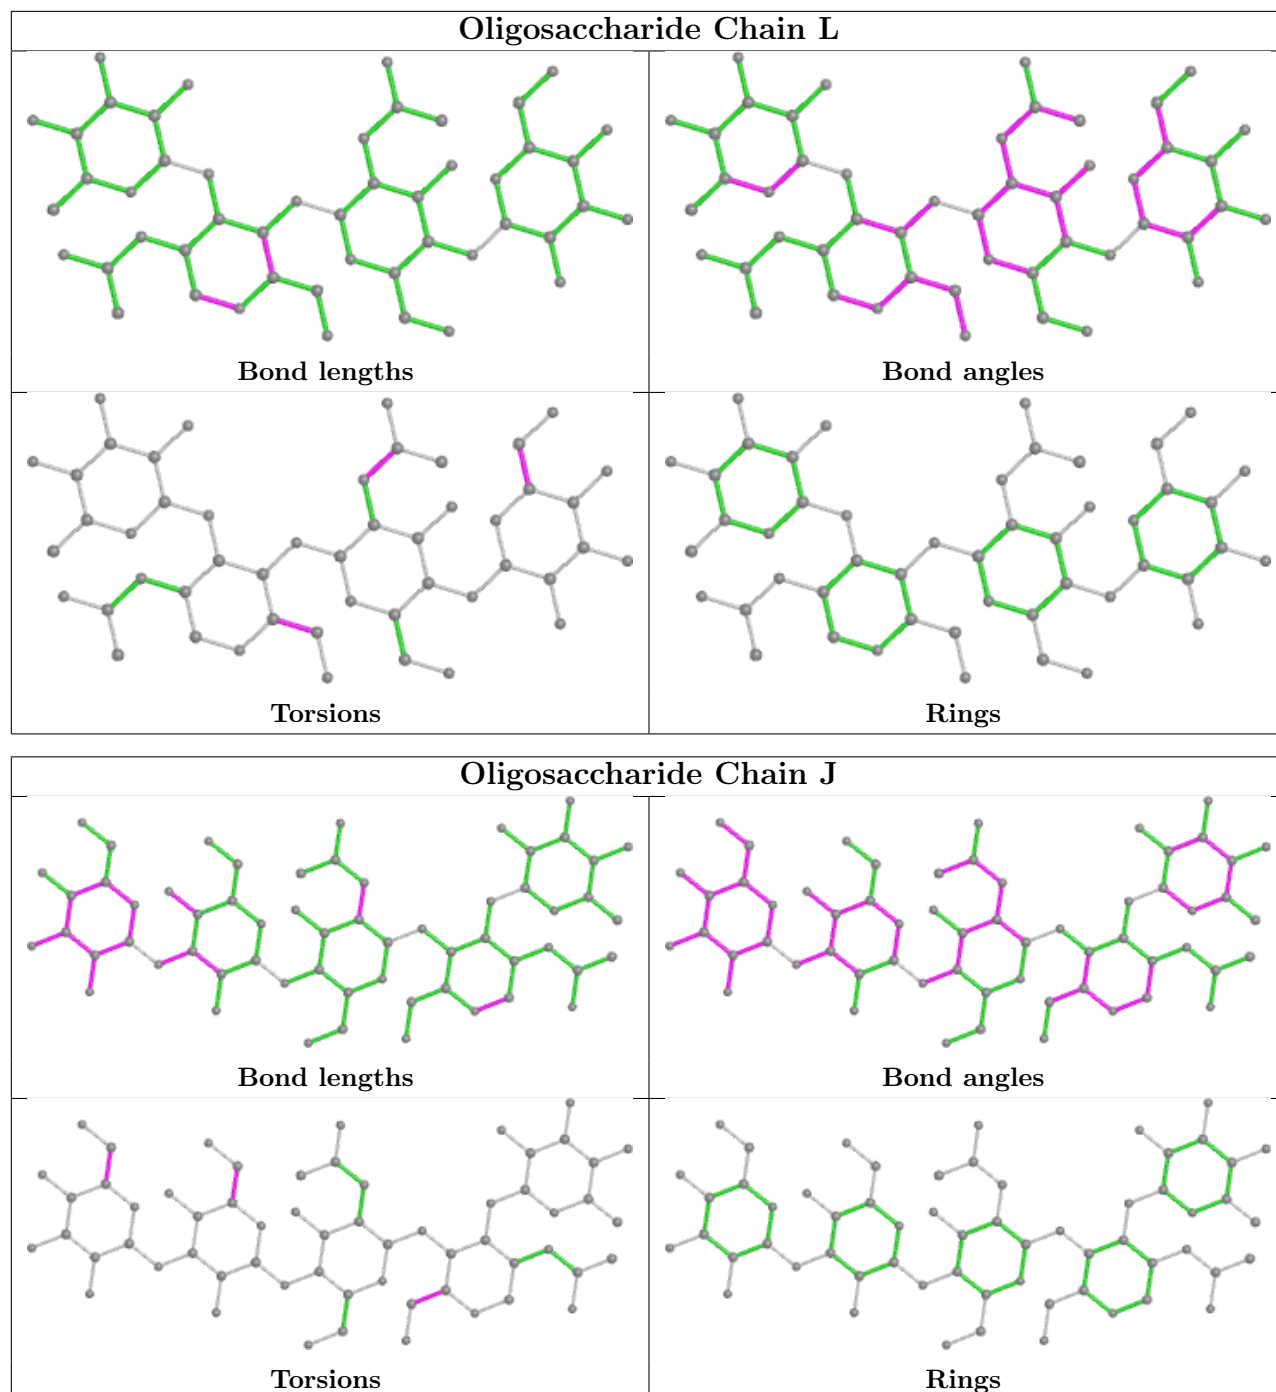 Oligosaccharide Chain L
Bond lengths
Bond angles
Torsions
Rings
Oligosaccharide Chain J
Bond lengths
Bond angles
Torsions
Rings